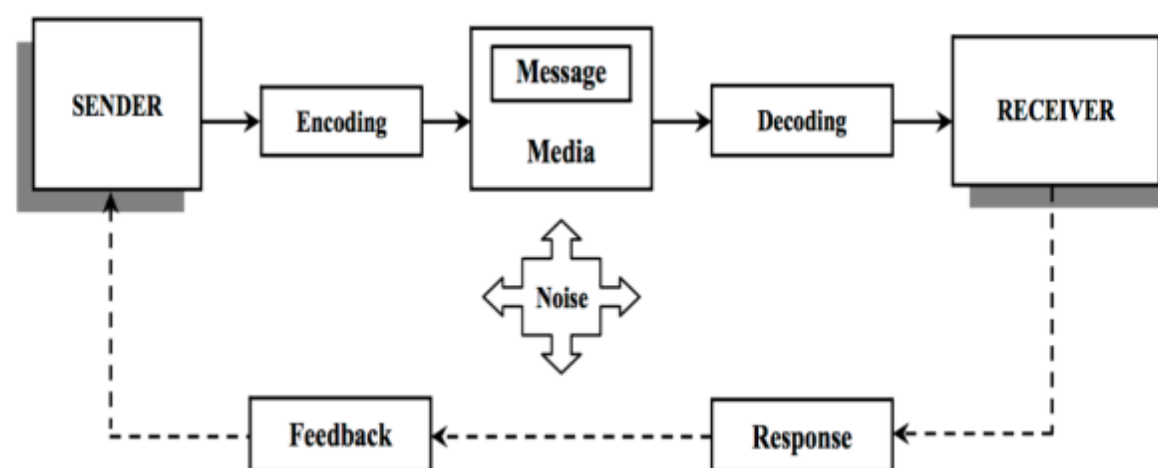 SENDER
Encoding
Message
Media
Decoding
RECEIVER
Noise
Feedback
Response